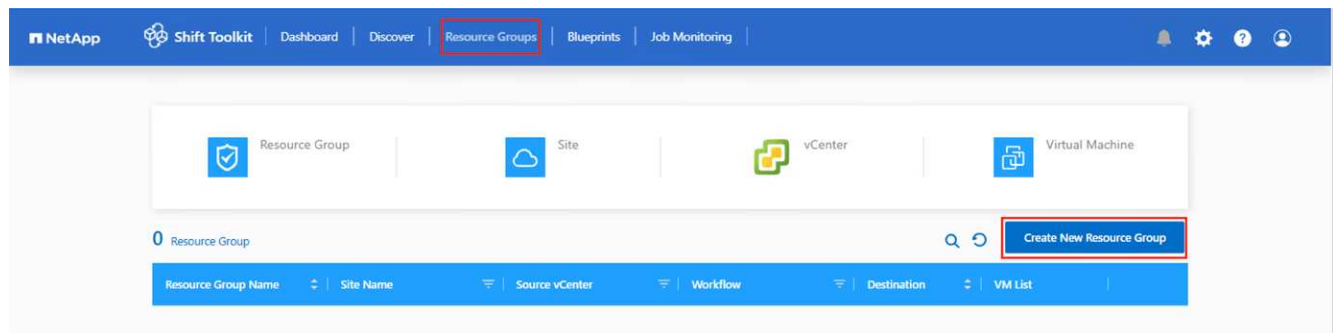 NetApp Shift Toolkit Dashboard Discover Resource Groups Blueprints Job Monitoring
Resource Group Site vCenter Virtual Machine
0 Resource Group Create New Resource Group
Resource Group Name Site Name Source vCenter Workflow Destination VM List